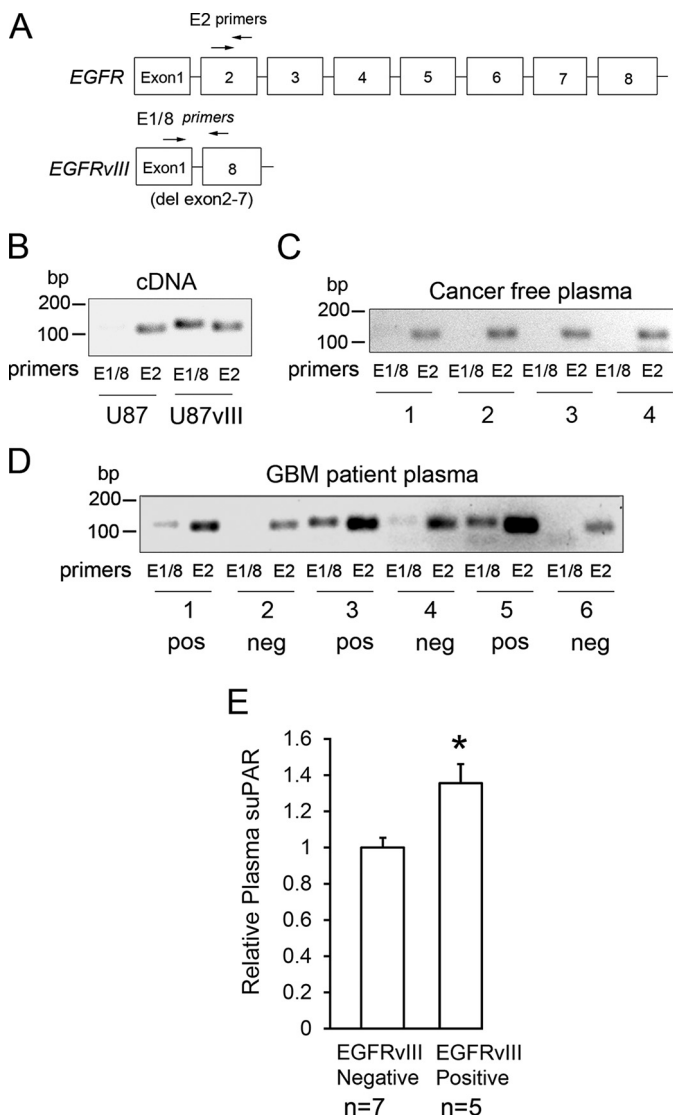 A
E2 primers
EGFR Exon1 2 3 4 5 6 7 8
E1/8 primers
EGFRvIII Exon1 8
(del exon2-7)
B
bp cDNA
200
100
primers E1/8 E2 E1/8 E2
U87 U87vIII
C
bp Cancer free plasma
200
100
primers E1/8 E2 E1/8 E2 E1/8 E2 E1/8 E2
1 2 3 4
D
bp GBM patient plasma
200
100
primers E1/8 E2 E1/8 E2 E1/8 E2 E1/8 E2 E1/8 E2 E1/8 E2
1 2 3 4 5 6
pos neg pos neg pos neg
E
Relative Plasma suPAR
1.6
1.4
1.2
1
0.8
0.6
0.4
0.2
0
*
EGFRvIII EGFRvIII
Negative Positive
n=7 n=5